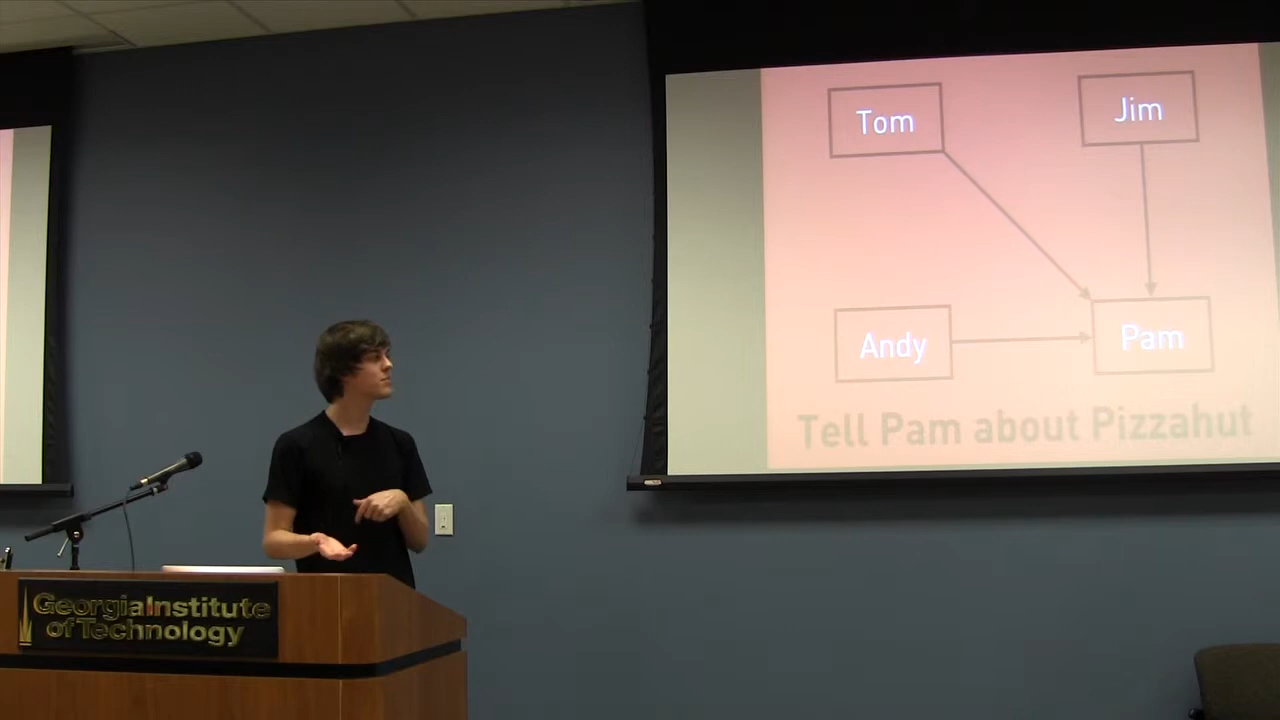 Tom
Jim
Andy
Pam
Tell Pam about Pizzahut
Georgia Institute
of Technology